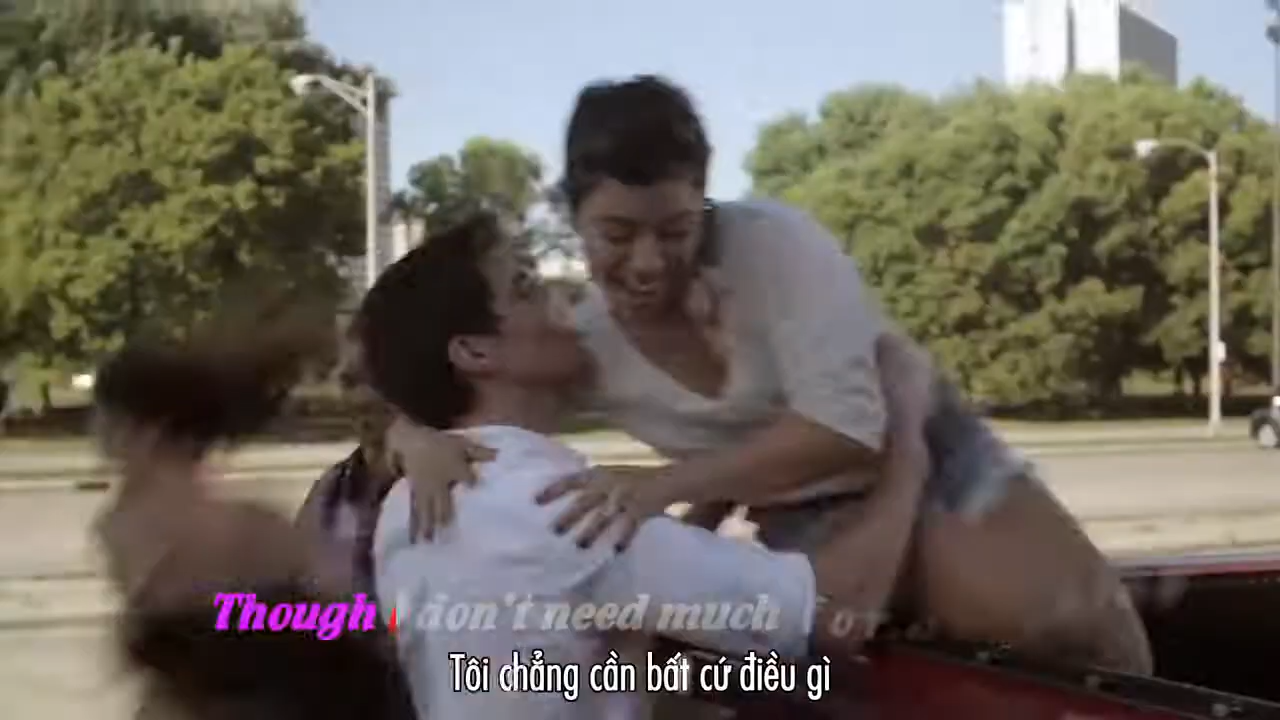 Though I don't need much
Tôi chẳng cần bất cứ điều gì